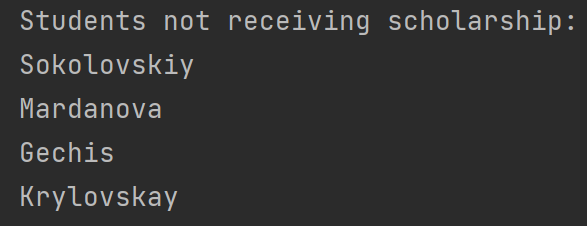 Students not receiving scholarship:
Sokolovskiy
Mardanova
Gechis
Krylovskay